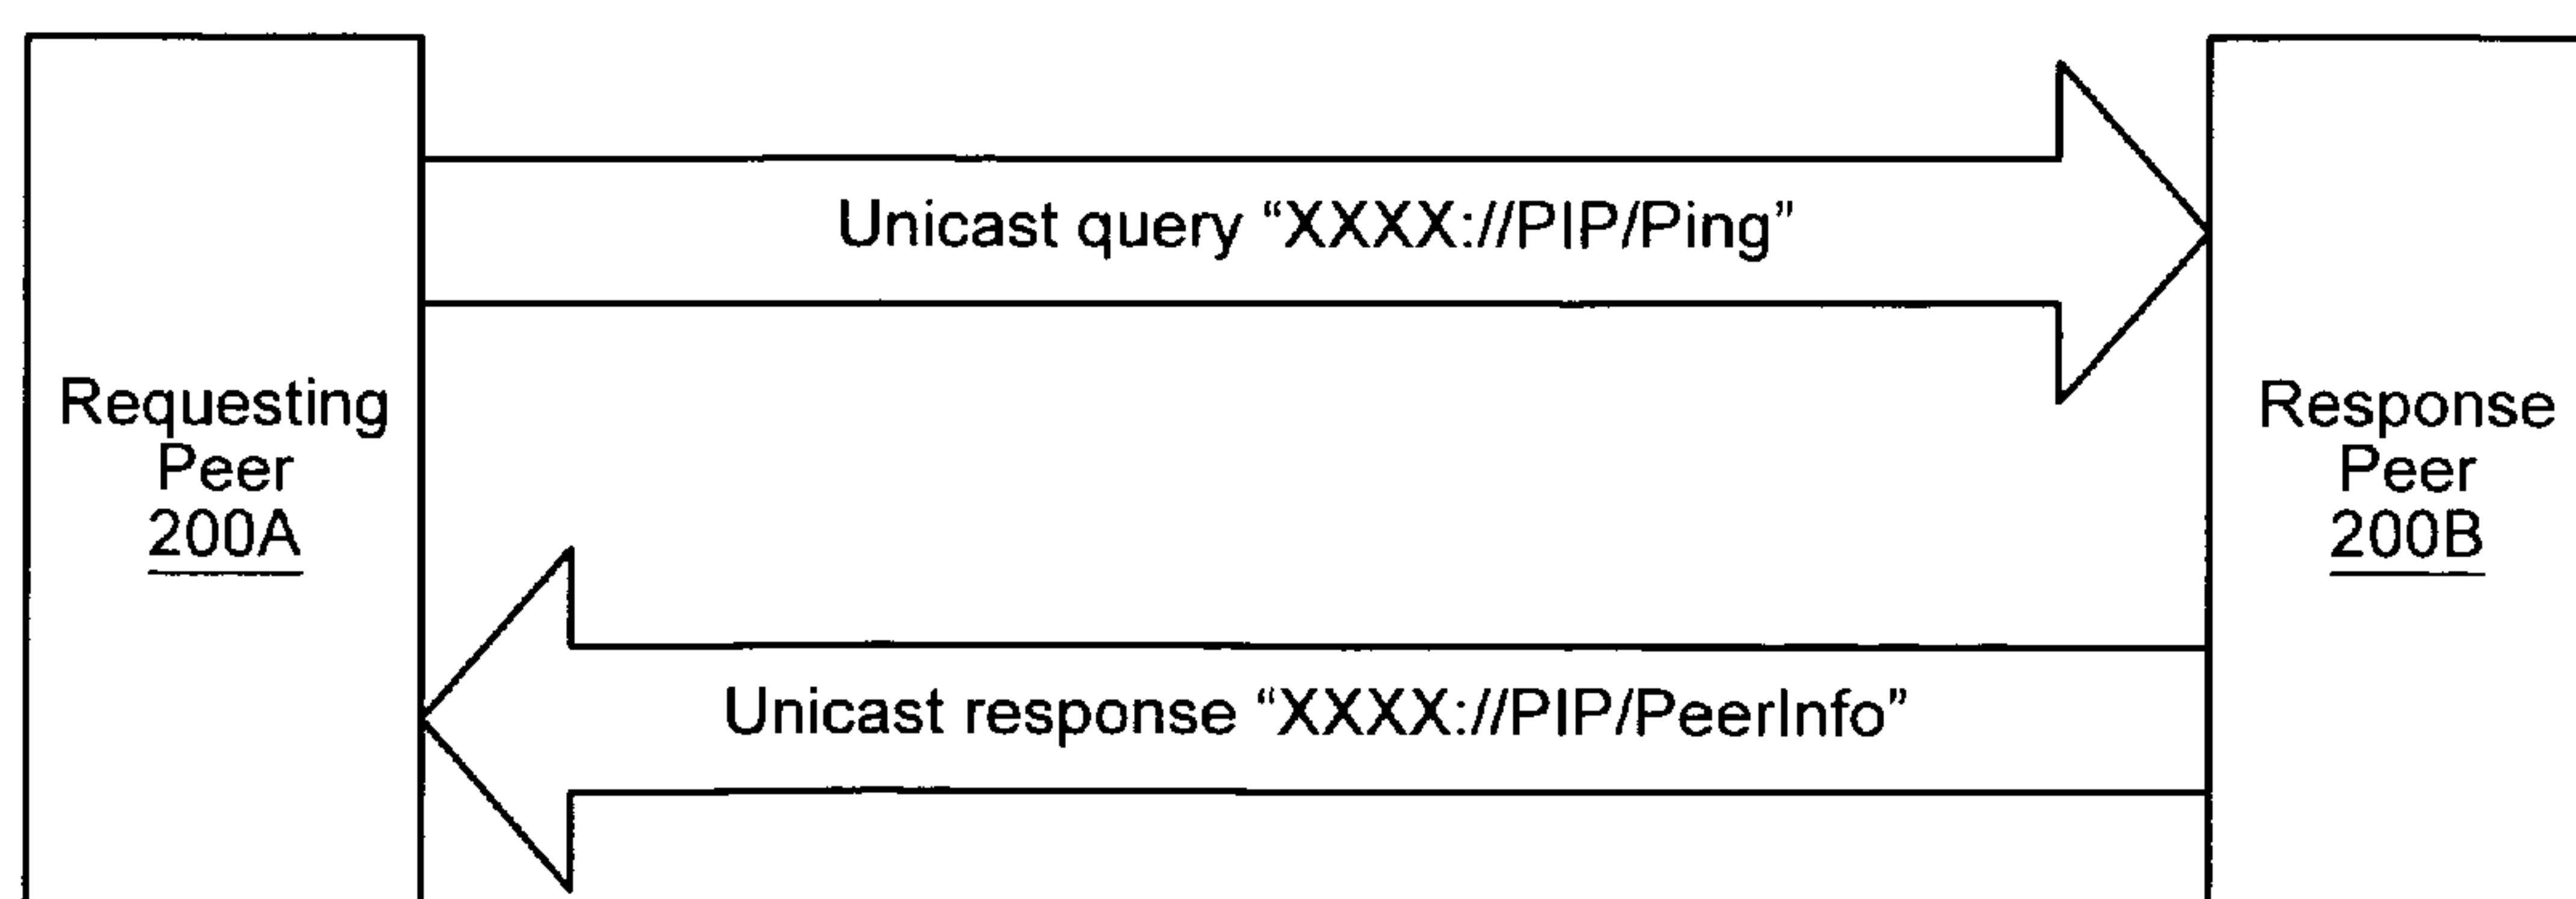 Unicast query “XXXX://PIP/Ping”
Requesting
Peer
200A
Response
Peer
200B
Unicast response “XXXX://PIP/PeerInfo”